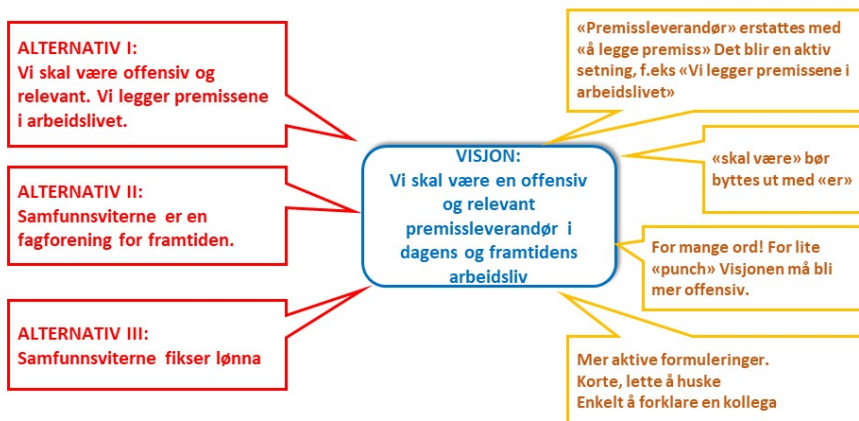 ALTERNATIV I:
Vi skal være offensiv og
relevant. Vi legger premissene
i arbeidslivet.
ALTERNATIV II:
Samfunnsviterne er en
fagforening for framtiden.
ALTERNATIV III:
Samfunnsviterne fikser lønna
VISJON:
Vi skal være en offensiv
og relevant
premissleverandør i
dagens og framtidens
arbeidsliv
«Premissleverandør» erstattes med
«å legge premiss» Det blir en aktiv
setning, f.eks «Vi legger premissene i
arbeidslivet»
«skal være» bør
byttes ut med «er»
For mange ord! For lite
«punch» Visjonen må bli
mer offensiv.
Mer aktive formuleringer.
Korte, lette å huske
Enkelt å forklare en kollega